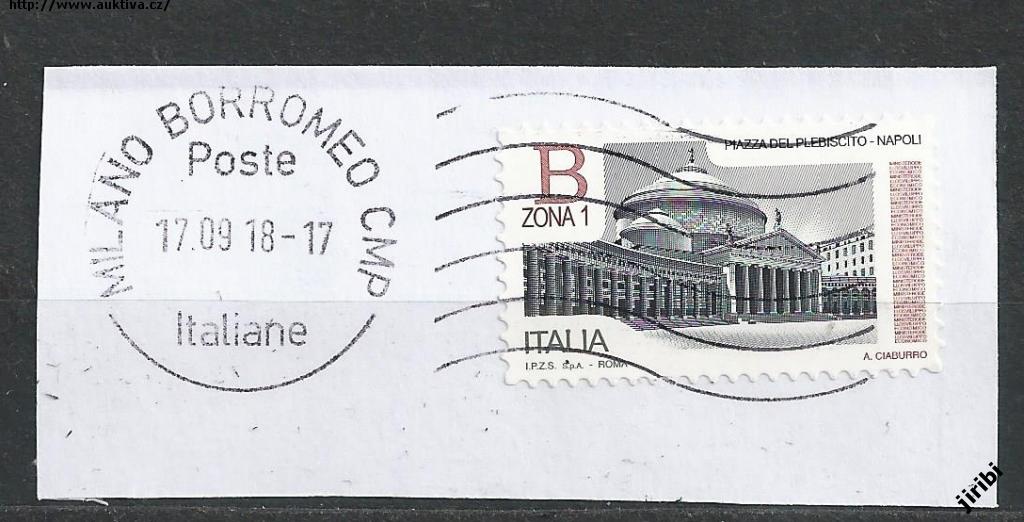 http://www.auktiva.cz/
MILANO BORROMEO CMP
Poste
17.09 18-17
Italiane
PIAZZA DEL PLEBISCITO - NAPOLI
B
ZONA 1
ITALIA
I.P.Z.S. S.p.A. - ROMA
A. CIABURRO
jiribi